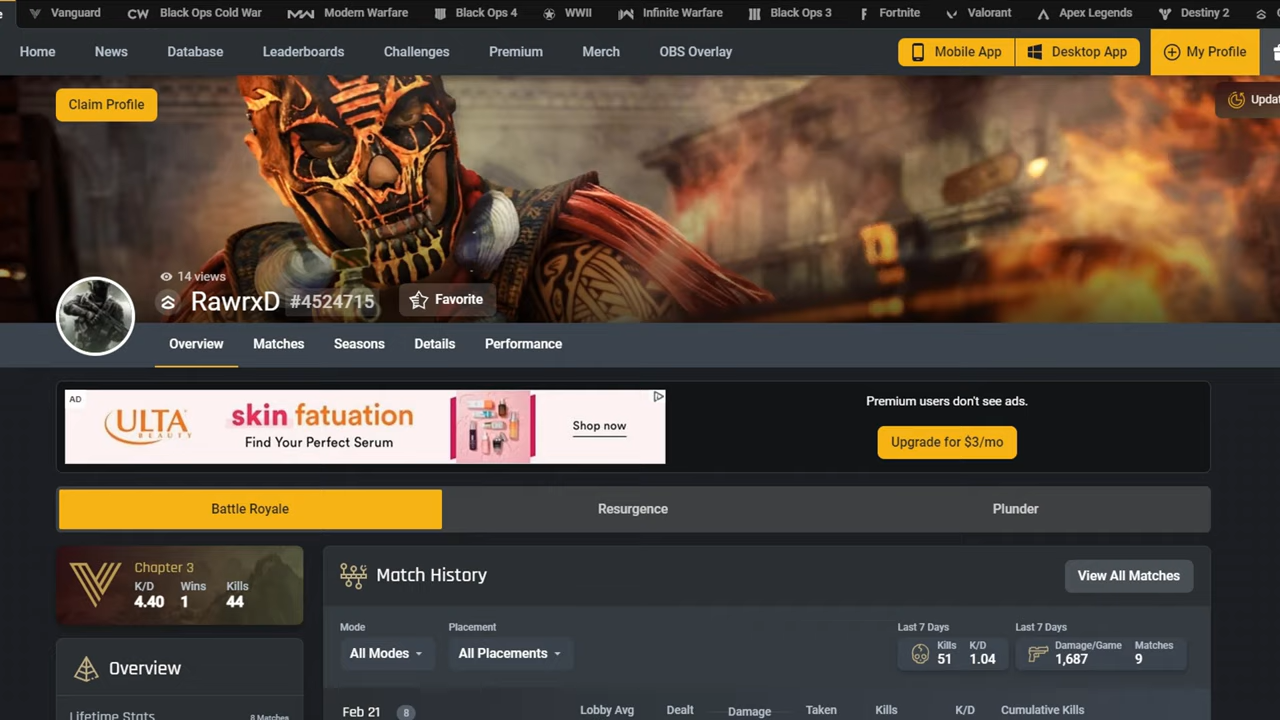 Vanguard CW Black Ops Cold War Modern Warfare Black Ops 4 WWII Infinite Warfare Black Ops 3 Fortnite Valorant Apex Legends Destiny 2
Home News Database Leaderboards Challenges Premium Merch OBS Overlay Mobile App Desktop App My Profile
Claim Profile
14 views
RawrxD #4524715 Favorite
Overview Matches Seasons Details Performance
AD
ULTA BEAUTY
skin fatuation
Find Your Perfect Serum
Shop now
Premium users don't see ads.
Upgrade for $3/mo
Battle Royale Resurgence Plunder
Chapter 3
K/D Wins Kills
4.40 1 44
Match History View All Matches
Mode Placement
All Modes All Placements
Last 7 Days Last 7 Days
Kills K/D Damage/Game Matches
51 1.04 1,687 9
Overview
Lifetime Stats 8 Matches
Feb 21 8 Lobby Avg Dealt Damage Taken Kills K/D Cumulative Kills